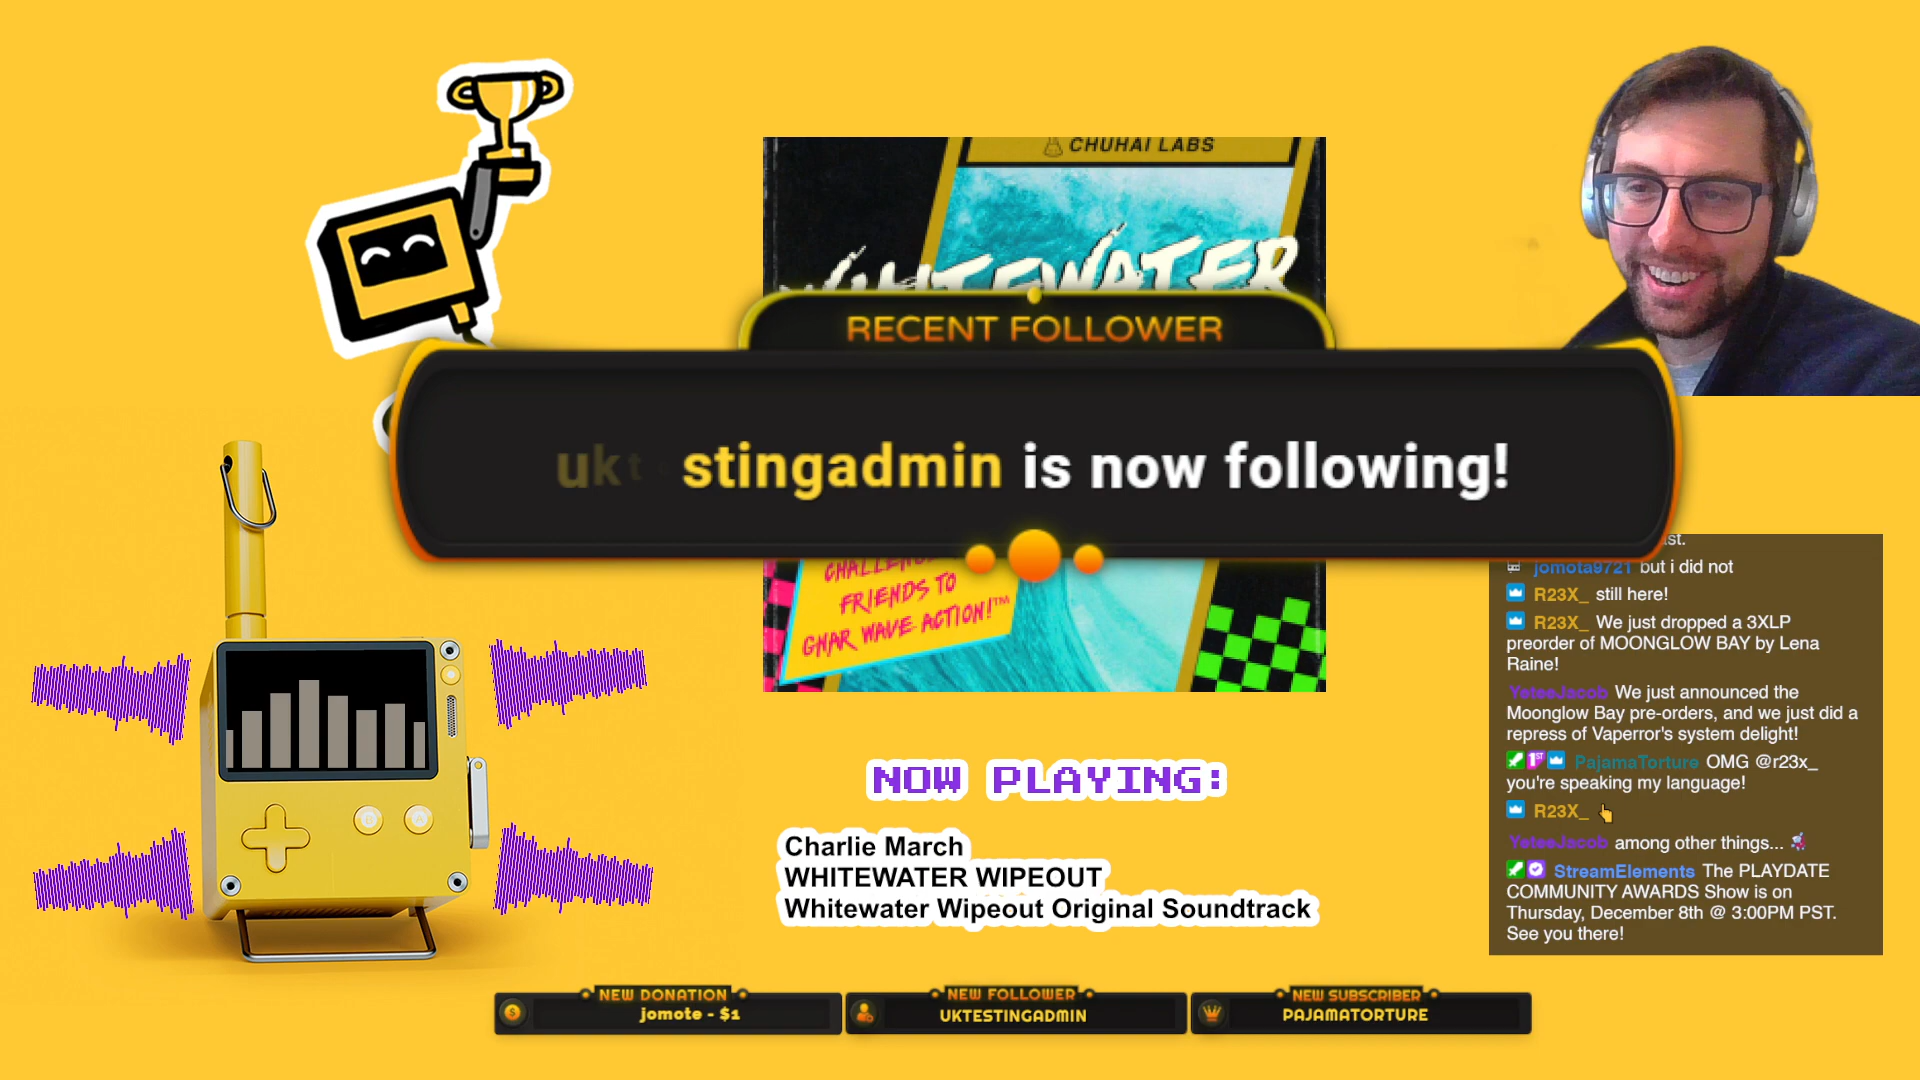 CHUHAI LABS
WHITEWATER
RECENT FOLLOWER
uktestingadmin is now following!
CHALLENGE
FRIENDS TO
GNAR WAVE ACTION!™
B
A
NOW PLAYING:
Charlie March
WHITEWATER WIPEOUT
Whitewater Wipeout Original Soundtrack
st.
jomota9721 but i did not
R23X_ still here!
R23X_ We just dropped a 3XLP
preorder of MOONGLOW BAY by Lena
Raine!
YeteeJacob We just announced the
Moonglow Bay pre-orders, and we just did a
repress of Vaperror's system delight!
1ST PajamaTorture OMG @r23x_
you're speaking my language!
R23X_
YeteeJacob among other things...
StreamElements The PLAYDATE
COMMUNITY AWARDS Show is on
Thursday, December 8th @ 3:00PM PST.
See you there!
NEW DONATION
jomote - $1
NEW FOLLOWER
UKTESTINGADMIN
NEW SUBSCRIBER
PAJAMATORTURE